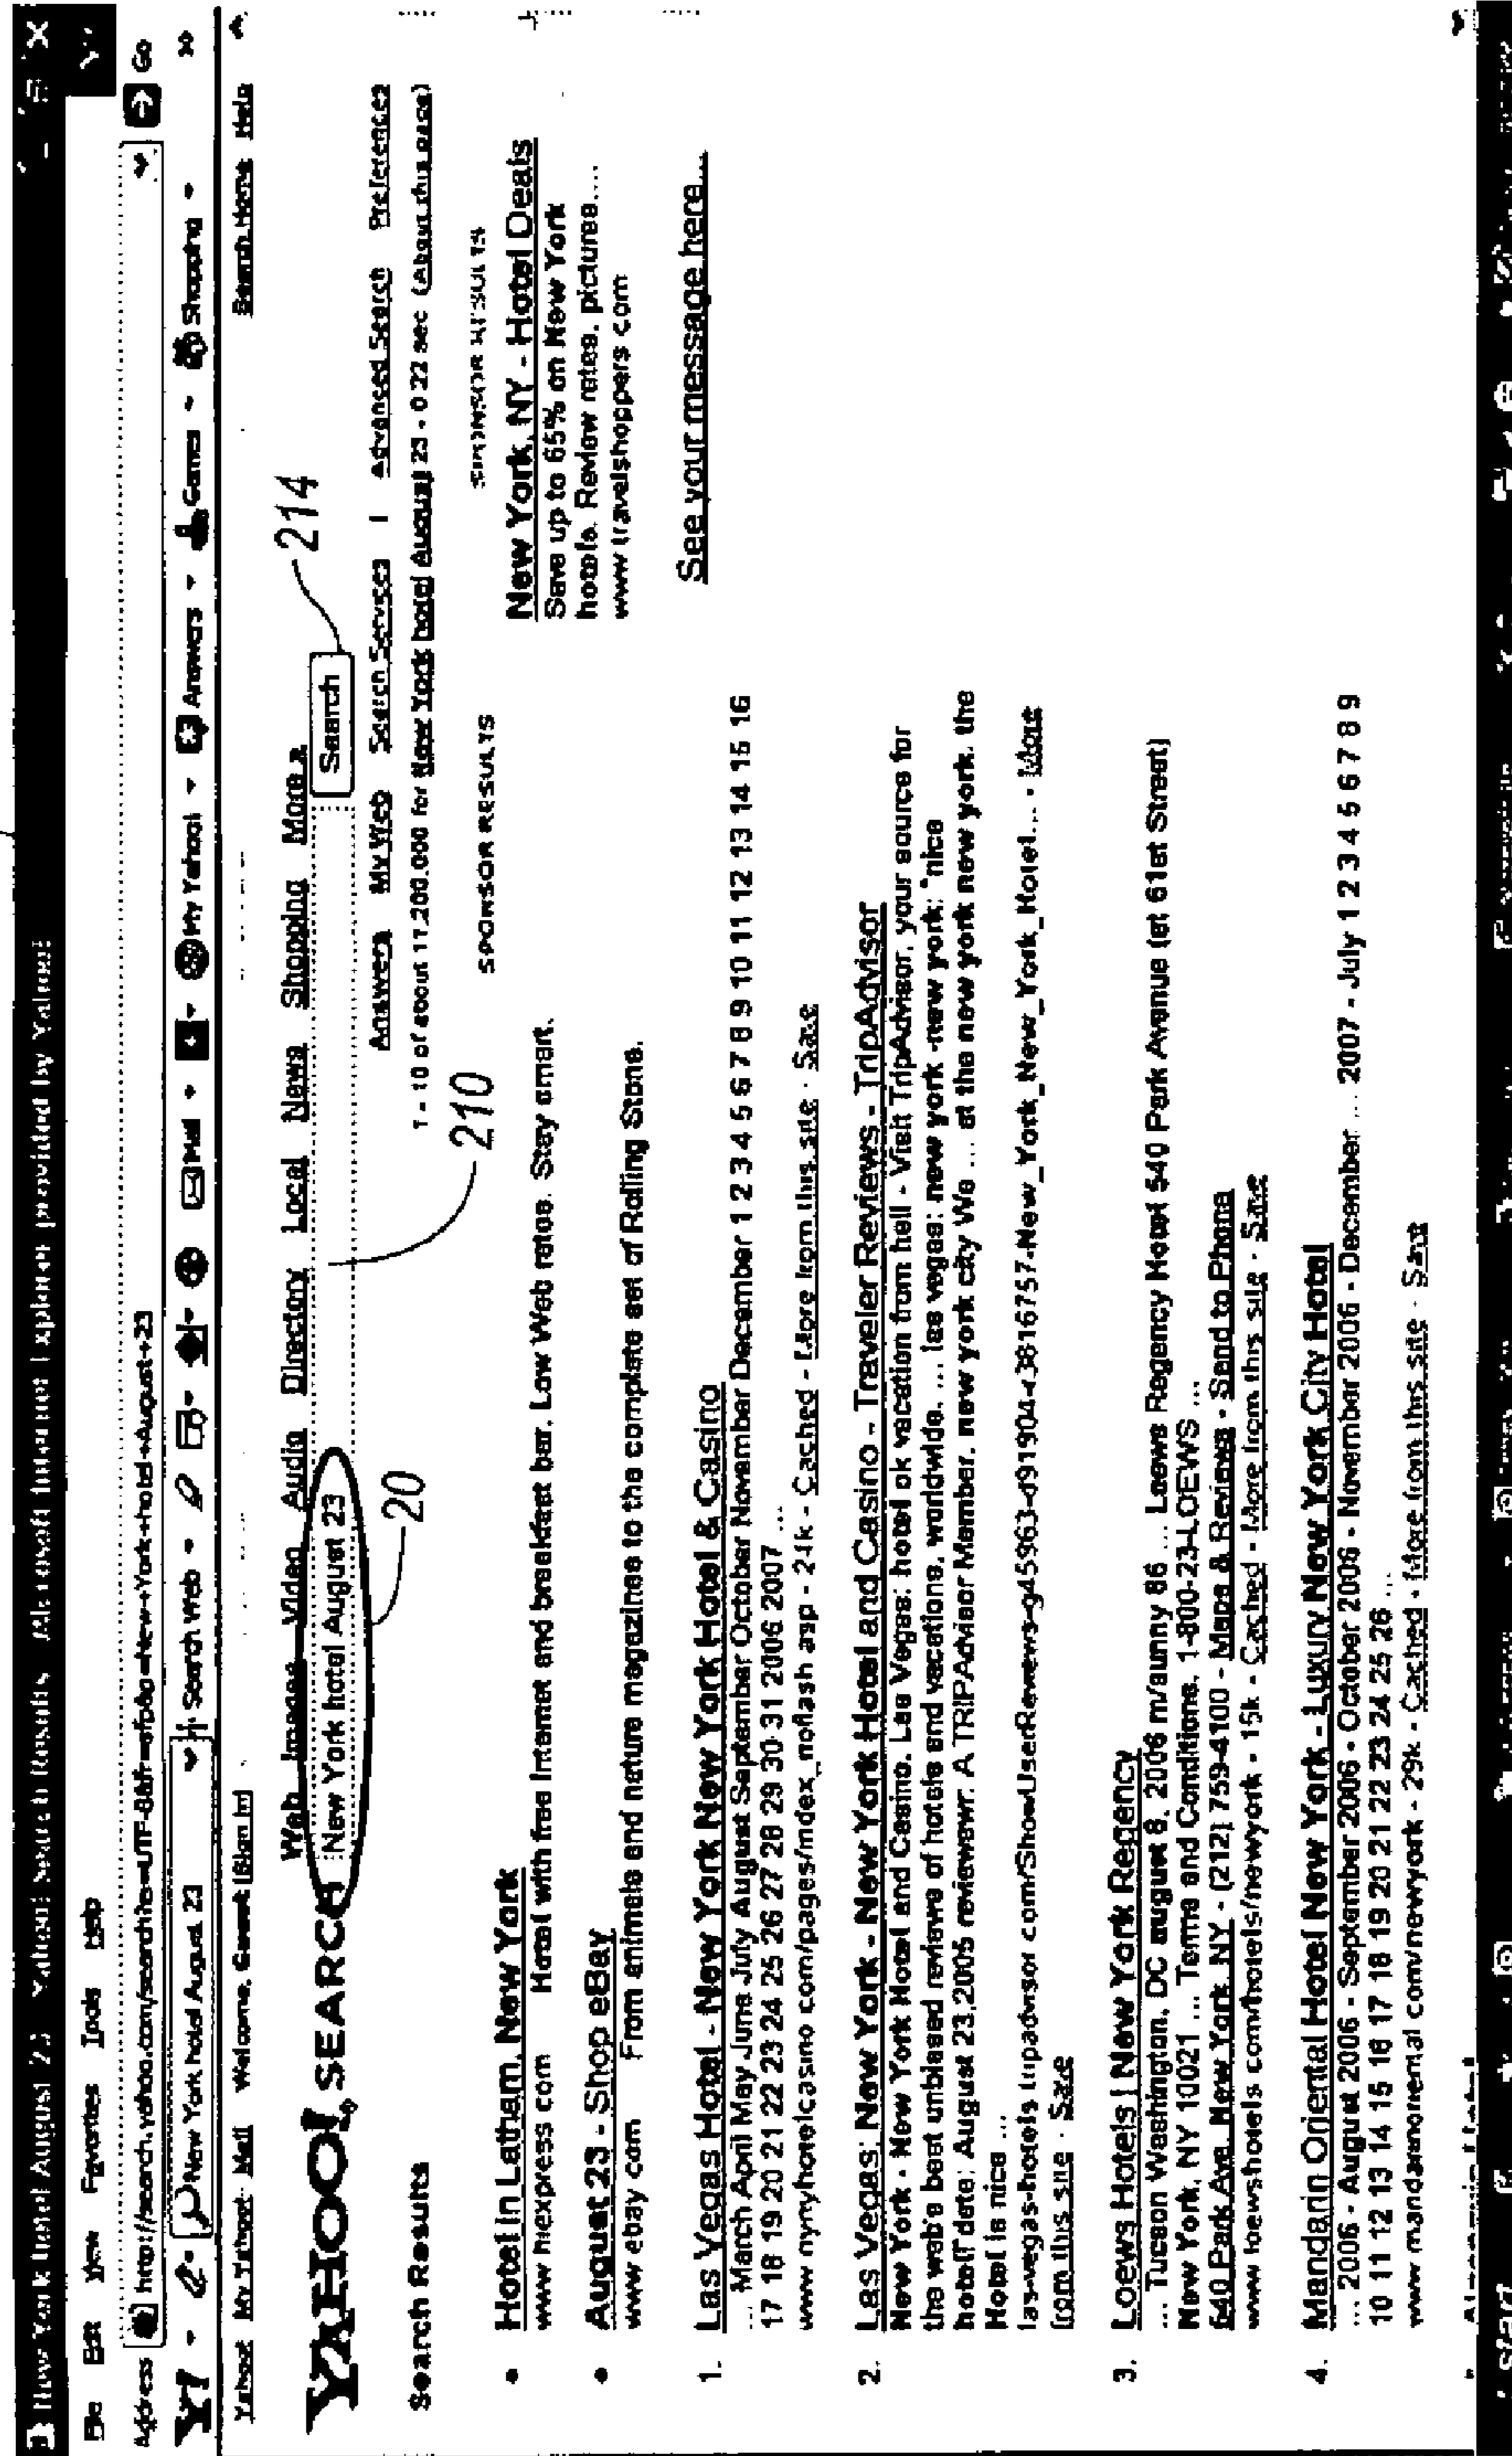 New York hotel August 23 Yahoo! Search Results Microsoft Internet Explorer provided by Yahoo!
File Edit View Favorites Tools Help
Address http://search.yahoo.com/search?ei=UTF-8&fr=sfp&p=New+York+hotel+August+23 Go
Y! New York hotel August 23 Search Web Mail My Yahoo! Answers Games Shopping
Yahoo! My Yahoo! Mail Welcome, Guest [Sign In] Search Home Help
Web Images Video Audio Directory Local News Shopping More »
YAHOO! SEARCH New York hotel August 23 Search
214
210
20
Answers My Web Search Services | Advanced Search Preferences
Search Results 1 - 10 of about 17,200,000 for New York hotel August 23 - 0.22 sec (About this page)
SPONSOR RESULTS
• Hotel in Latham, New York
www hiexpress com Hotel with free Internet and breakfast bar. Low Web rates. Stay smart.
• August 23 - Shop eBay
www ebay com From animals and nature magazines to the complete set of Rolling Stone.
1. Las Vegas Hotel - New York New York Hotel & Casino
... March April May June July August September October November December 1 2 3 4 5 6 7 8 9 10 11 12 13 14 15 16
17 18 19 20 21 22 23 24 25 26 27 28 29 30 31 2006 2007 ...
www nynyhotelcasino com/pages/index_noflash asp - 24k - Cached - More from this site - Save
2. Las Vegas: New York - New York Hotel and Casino - Traveler Reviews - TripAdvisor
New York - New York Hotel and Casino, Las Vegas: hotel ok vacation from hell - Visit TripAdvisor, your source for
the web's best unbiased reviews of hotels and vacations, worldwide. ... las vegas: new york -new york: "nice
hotel!" date: August 23, 2005 reviewer: A TRIPAdvisor Member, new york city We ... at the new york new york. the
Hotel is nice ...
las-vegas-hotels tripadvisor com/ShowUserReviews-g45963-d91904-r3816757-New_York_New_York_Hotel... - More
from this site - Save
3. Loews Hotels | New York Regency
... Tucson Washington, DC august 8, 2006 m/sunny 86 ... Loews Regency Hotel 540 Park Avenue (at 61st Street)
New York, NY 10021 ... Terms and Conditions. 1-800-23-LOEWS ...
540 Park Ave, New York, NY - (212) 759-4100 - Maps & Reviews - Send to Phone
www loewshotels com/hotels/newyork - 15k - Cached - More from this site - Save
4. Mandarin Oriental Hotel New York - Luxury New York City Hotel
... 2006 - August 2006 - September 2006 - October 2006 - November 2006 - December ... 2007 - July 1 2 3 4 5 6 7 8 9
10 11 12 13 14 15 16 17 18 19 20 21 22 23 24 25 26 ...
www mandarinoriental com/newyork - 29k - Cached - More from this site - Save
SPONSOR RESULTS
New York, NY - Hotel Deals
Save up to 65% on New York
hotels. Review rates, pictures....
www travelshoppers com
See your message here...
start